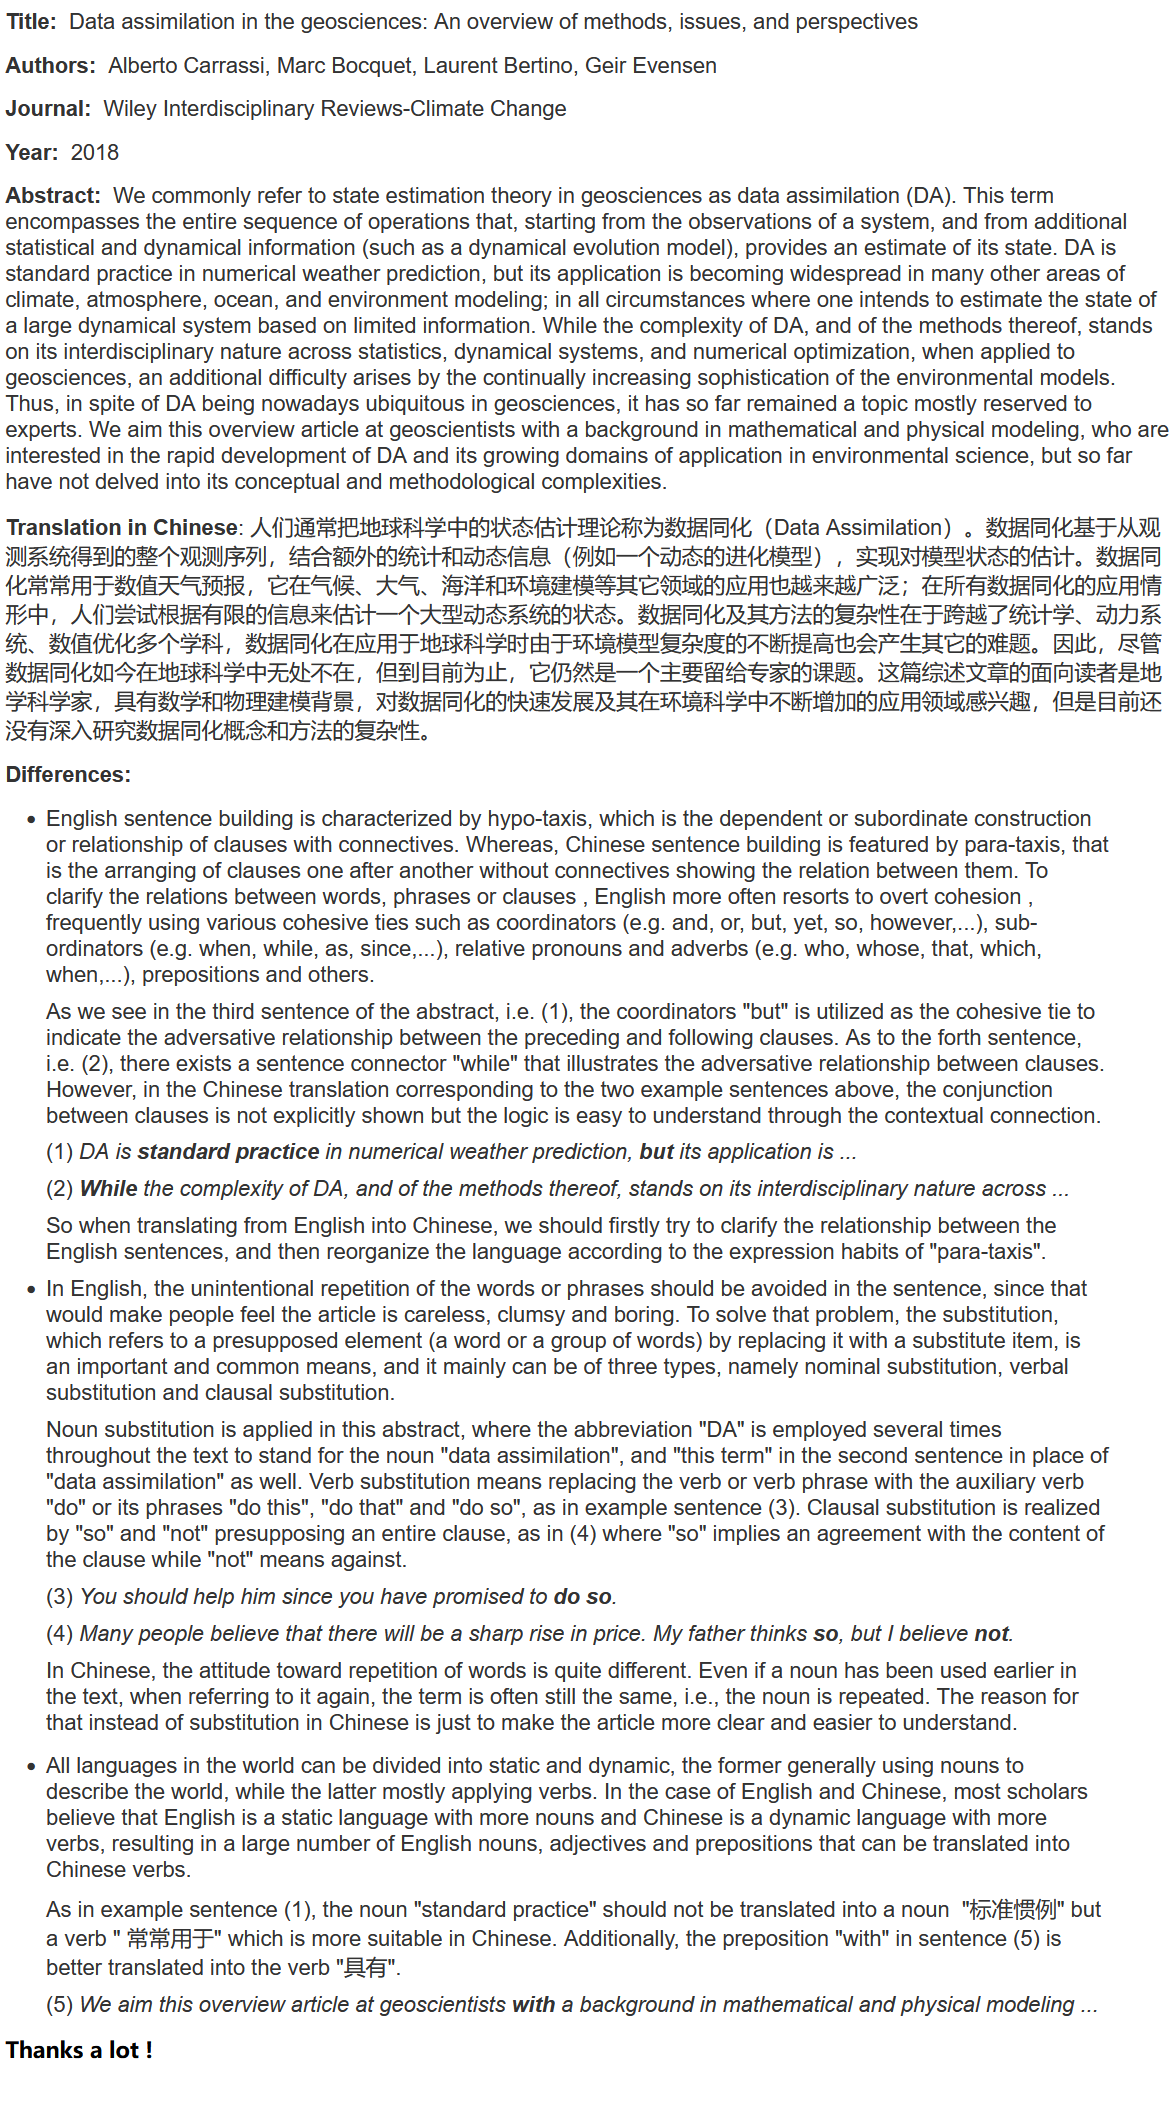 Title: Data assimilation in the geosciences: An overview of methods, issues, and perspectives
Authors: Alberto Carrassi, Marc Bocquet, Laurent Bertino, Geir Evensen
Journal: Wiley Interdisciplinary Reviews-Climate Change
Year: 2018
Abstract: We commonly refer to state estimation theory in geosciences as data assimilation (DA). This term
encompasses the entire sequence of operations that, starting from the observations of a system, and from additional
statistical and dynamical information (such as a dynamical evolution model), provides an estimate of its state. DA is
standard practice in numerical weather prediction, but its application is becoming widespread in many other areas of
climate, atmosphere, ocean, and environment modeling; in all circumstances where one intends to estimate the state of
a large dynamical system based on limited information. While the complexity of DA, and of the methods thereof, stands
on its interdisciplinary nature across statistics, dynamical systems, and numerical optimization, when applied to
geosciences, an additional difficulty arises by the continually increasing sophistication of the environmental models.
Thus, in spite of DA being nowadays ubiquitous in geosciences, it has so far remained a topic mostly reserved to
experts. We aim this overview article at geoscientists with a background in mathematical and physical modeling, who are
interested in the rapid development of DA and its growing domains of application in environmental science, but so far
have not delved into its conceptual and methodological complexities.
Translation in Chinese: 人们通常把地球科学中的状态估计理论称为数据同化（Data Assimilation）。数据同化基于从观
测系统得到的整个观测序列，结合额外的统计和动态信息（例如一个动态的进化模型），实现对模型状态的估计。数据同
化常常用于数值天气预报，它在气候、大气、海洋和环境建模等其它领域的应用也越来越广泛；在所有数据同化的应用情
形中，人们尝试根据有限的信息来估计一个大型动态系统的状态。数据同化及其方法的复杂性在于跨越了统计学、动力系
统、数值优化多个学科，数据同化在应用于地球科学时由于环境模型复杂度的不断提高也会产生其它的难题。因此，尽管
数据同化如今在地球科学中无处不在，但到目前为止，它仍然是一个主要留给专家的课题。这篇综述文章的面向读者是地
学科学家，具有数学和物理建模背景，对数据同化的快速发展及其在环境科学中不断增加的应用领域感兴趣，但是目前还
没有深入研究数据同化概念和方法的复杂性。
Differences:
• English sentence building is characterized by hypo-taxis, which is the dependent or subordinate construction
or relationship of clauses with connectives. Whereas, Chinese sentence building is featured by para-taxis, that
is the arranging of clauses one after another without connectives showing the relation between them. To
clarify the relations between words, phrases or clauses , English more often resorts to overt cohesion ,
frequently using various cohesive ties such as coordinators (e.g. and, or, but, yet, so, however,...), sub-
ordinators (e.g. when, while, as, since,...), relative pronouns and adverbs (e.g. who, whose, that, which,
when,...), prepositions and others.
As we see in the third sentence of the abstract, i.e. (1), the coordinators "but" is utilized as the cohesive tie to
indicate the adversative relationship between the preceding and following clauses. As to the forth sentence,
i.e. (2), there exists a sentence connector "while" that illustrates the adversative relationship between clauses.
However, in the Chinese translation corresponding to the two example sentences above, the conjunction
between clauses is not explicitly shown but the logic is easy to understand through the contextual connection.
(1) DA is standard practice in numerical weather prediction, but its application is ...
(2) While the complexity of DA, and of the methods thereof, stands on its interdisciplinary nature across ...
So when translating from English into Chinese, we should firstly try to clarify the relationship between the
English sentences, and then reorganize the language according to the expression habits of "para-taxis".
• In English, the unintentional repetition of the words or phrases should be avoided in the sentence, since that
would make people feel the article is careless, clumsy and boring. To solve that problem, the substitution,
which refers to a presupposed element (a word or a group of words) by replacing it with a substitute item, is
an important and common means, and it mainly can be of three types, namely nominal substitution, verbal
substitution and clausal substitution.
Noun substitution is applied in this abstract, where the abbreviation "DA" is employed several times
throughout the text to stand for the noun "data assimilation", and "this term" in the second sentence in place of
"data assimilation" as well. Verb substitution means replacing the verb or verb phrase with the auxiliary verb
"do" or its phrases "do this", "do that" and "do so", as in example sentence (3). Clausal substitution is realized
by "so" and "not" presupposing an entire clause, as in (4) where "so" implies an agreement with the content of
the clause while "not" means against.
(3) You should help him since you have promised to do so.
(4) Many people believe that there will be a sharp rise in price. My father thinks so, but I believe not.
In Chinese, the attitude toward repetition of words is quite different. Even if a noun has been used earlier in
the text, when referring to it again, the term is often still the same, i.e., the noun is repeated. The reason for
that instead of substitution in Chinese is just to make the article more clear and easier to understand.
• All languages in the world can be divided into static and dynamic, the former generally using nouns to
describe the world, while the latter mostly applying verbs. In the case of English and Chinese, most scholars
believe that English is a static language with more nouns and Chinese is a dynamic language with more
verbs, resulting in a large number of English nouns, adjectives and prepositions that can be translated into
Chinese verbs.
As in example sentence (1), the noun "standard practice" should not be translated into a noun "标准惯例" but
a verb " 常常用于" which is more suitable in Chinese. Additionally, the preposition "with" in sentence (5) is
better translated into the verb "具有".
(5) We aim this overview article at geoscientists with a background in mathematical and physical modeling ...
Thanks a lot !